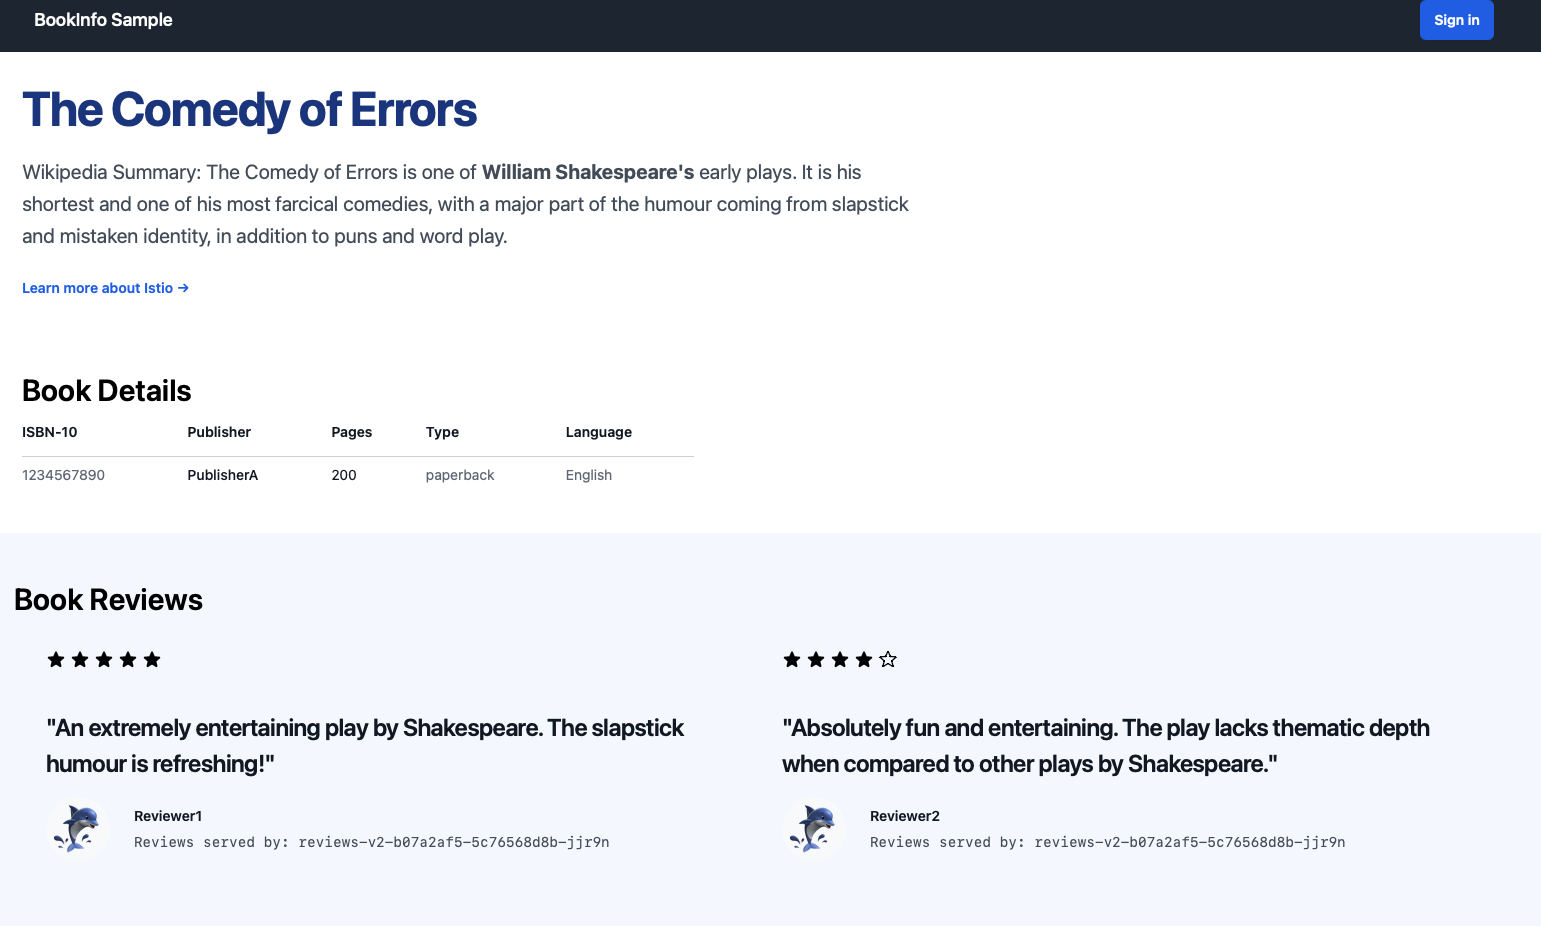 BookInfo Sample
Sign in
The Comedy of Errors
Wikipedia Summary: The Comedy of Errors is one of William Shakespeare's early plays. It is his
shortest and one of his most farcical comedies, with a major part of the humour coming from slapstick
and mistaken identity, in addition to puns and word play.
Learn more about Istio →
Book Details
ISBN-10 Publisher Pages Type Language
1234567890 PublisherA 200 paperback English
Book Reviews
"An extremely entertaining play by Shakespeare. The slapstick
humour is refreshing!"
Reviewer1
Reviews served by: reviews-v2-b07a2af5-5c76568d8b-jjr9n
"Absolutely fun and entertaining. The play lacks thematic depth
when compared to other plays by Shakespeare."
Reviewer2
Reviews served by: reviews-v2-b07a2af5-5c76568d8b-jjr9n